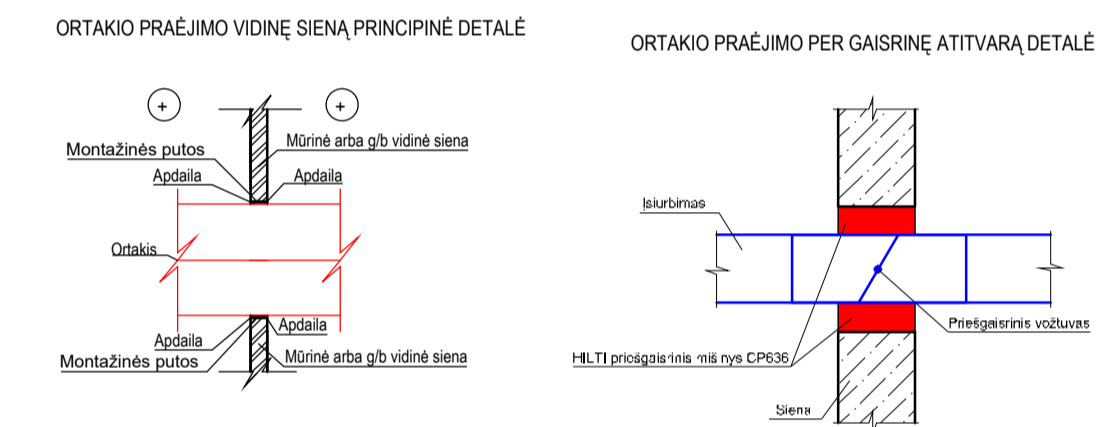 ORTAKIO PRAĖJIMO VIDINĘ SIENĄ PRINCIPINĖ DETALĖ
+
+
Montažinės putos
Mūrinė arba g/b vidinė siena
Apdaila
Apdaila
Ortakis
Apdaila
Apdaila
Montažinės putos
Mūrinė arba g/b vidinė siena
ORTAKIO PRAĖJIMO PER GAISRINĘ ATITVARĄ DETALĖ
Įsiurbimas
Priešgaisrinis vožtuvas
HILTI priešgaisrinis mišinys CP636
Siena